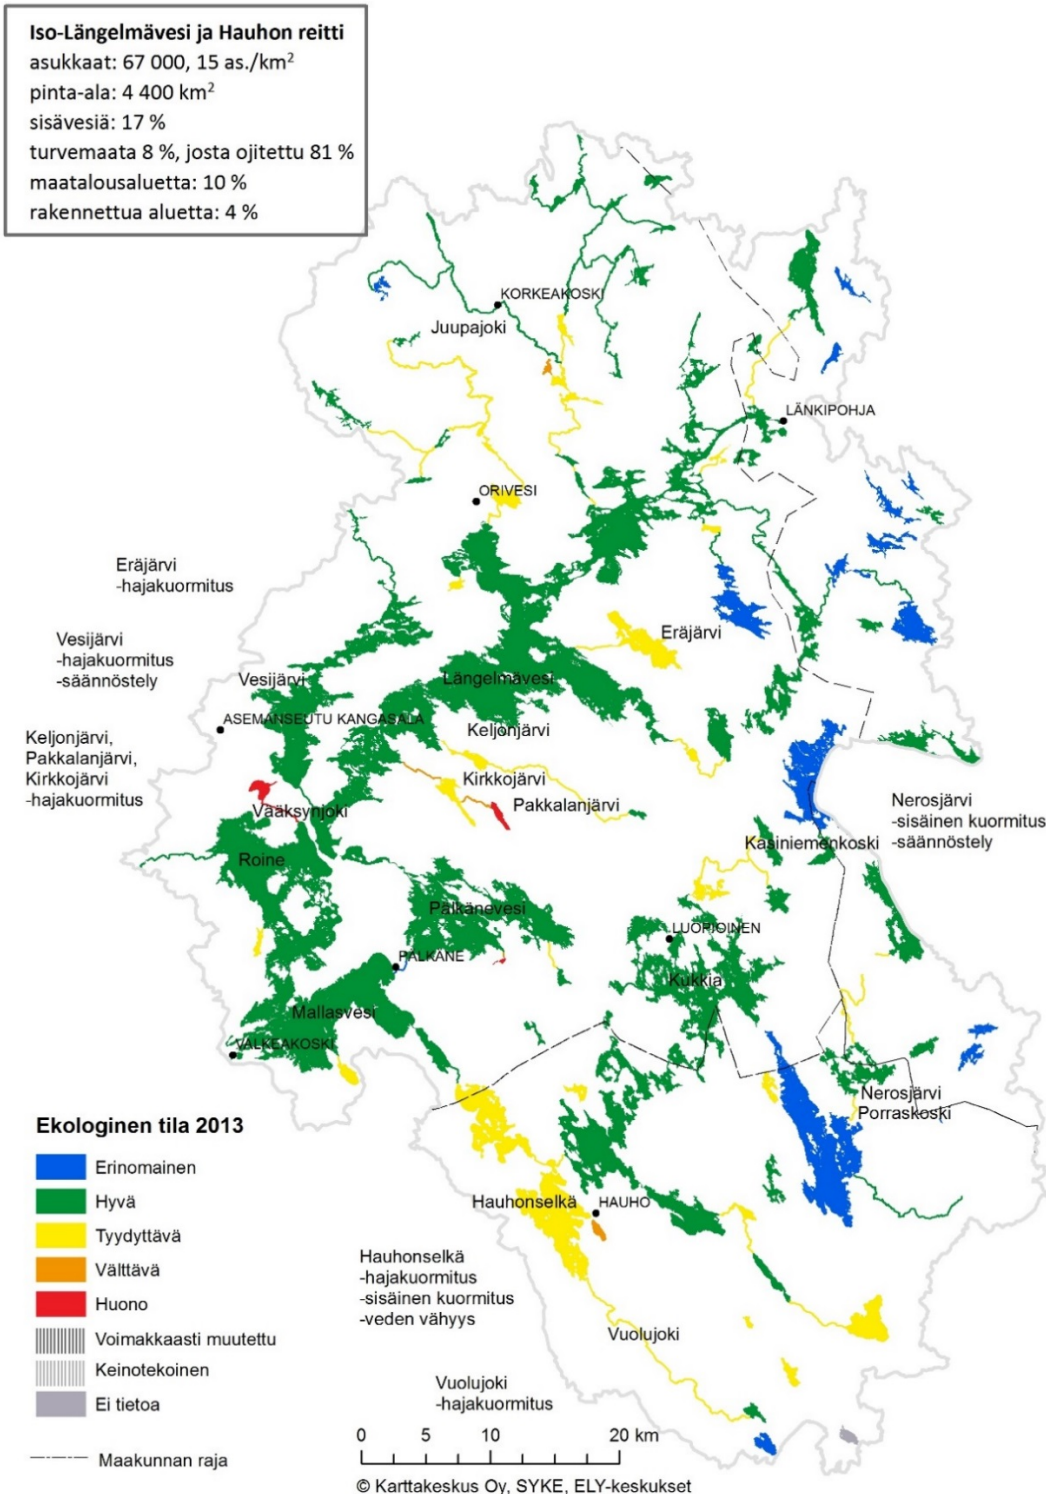 Iso-Längelmävesi ja Hauhon reitti
asukkaat: 67 000, 15 as./km²
pinta-ala: 4 400 km²
sisävesiä: 17 %
turvemaata 8 %, josta ojitettu 81 %
maatalousaluetta: 10 %
rakennettua aluetta: 4 %
KORKEAKOSKI
Juupajoki
LÄNKIPOHJA
ORIVESI
Eräjärvi
-hajakuormitus
Eräjärvi
Vesijärvi
-hajakuormitus
-säännöstely
Vesijärvi
Längelmävesi
ASEMANSEUTU KANGASALA
Keljonjärvi
Keljonjärvi,
Pakkalanjärvi,
Kirkkojärvi
-hajakuormitus
Kirkkojärvi
Pakkalanjärvi
Vääksynjoki
Nerosjärvi
-sisäinen kuormitus
-säännöstely
Kasiniemenkoski
Roine
Pälkänevesi
LUOPIOINEN
PÄLKÄNE
Kukkia
Mallasvesi
VALKEAKOSKI
Nerosjärvi
Porraskoski
Hauhonselkä
HAUHO
Hauhonselkä
-hajakuormitus
-sisäinen kuormitus
-veden vähyys
Vuolujoki
Vuolujoki
-hajakuormitus
Ekologinen tila 2013
Erinomainen
Hyvä
Tyydyttävä
Välttävä
Huono
Voimakkaasti muutettu
Keinotekoinen
Ei tietoa
Maakunnan raja
0 5 10 20 km
© Karttakeskus Oy, SYKE, ELY-keskukset